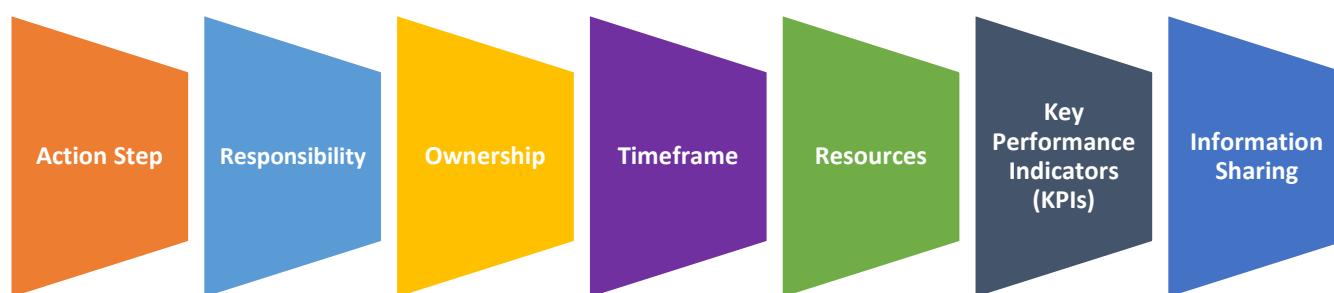 Action Step
Responsibility
Ownership
Timeframe
Resources
Key
Performance
Indicators
(KPIs)
Information
Sharing